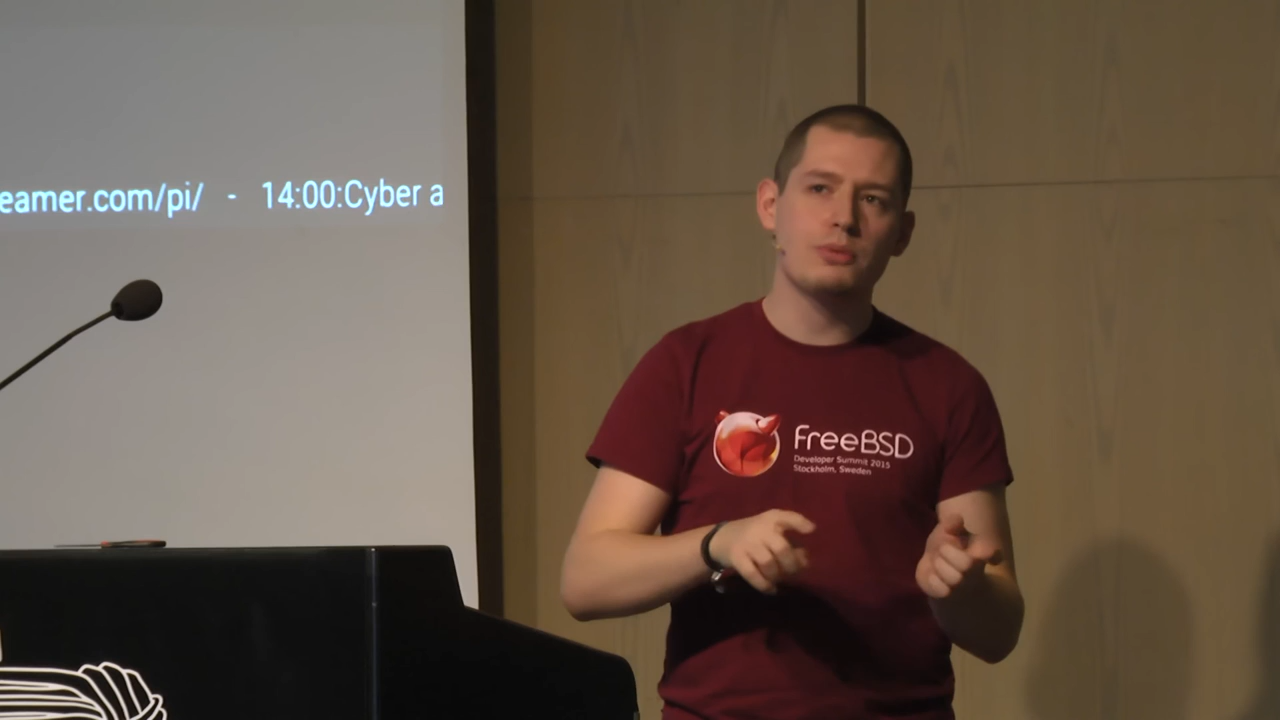 eamer.com/pi/ - 14:00:Cyber a
FreeBSD
Developer Summit 2015
Stockholm, Sweden